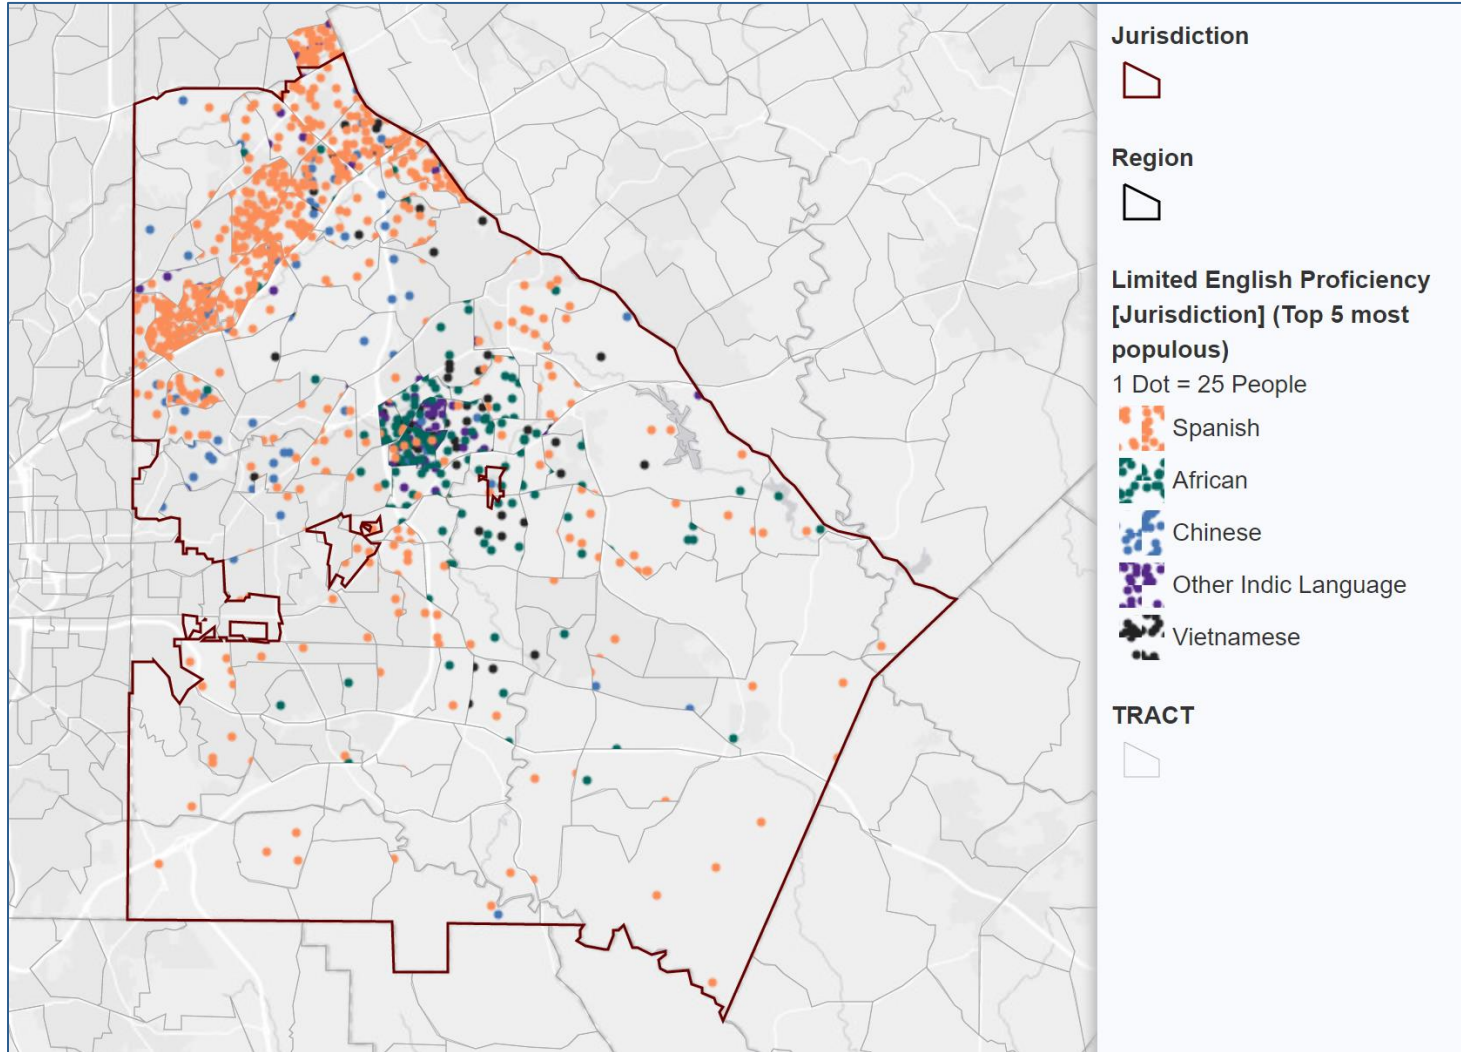 Jurisdiction
Region
Limited English Proficiency
[Jurisdiction] (Top 5 most
populous)
1 Dot = 25 People
Spanish
African
Chinese
Other Indic Language
Vietnamese
TRACT